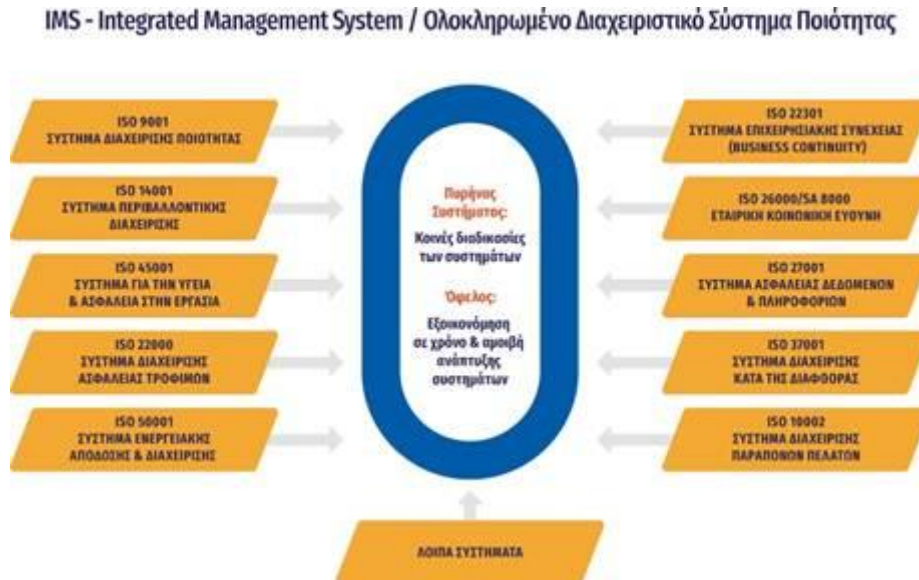 IMS - Integrated Management System / Ολοκληρωμένο Διαχειριστικό Σύστημα Ποιότητας
ISO 9001
ΣΥΣΤΗΜΑ ΔΙΑΧΕΙΡΙΣΗΣ ΠΟΙΟΤΗΤΑΣ
ISO 14001
ΣΥΣΤΗΜΑ ΠΕΡΙΒΑΛΛΟΝΤΙΚΗΣ
ΔΙΑΧΕΙΡΙΣΗΣ
ISO 45001
ΣΥΣΤΗΜΑ ΓΙΑ ΤΗΝ ΥΓΕΙΑ
& ΑΣΦΑΛΕΙΑ ΣΤΗΝ ΕΡΓΑΣΙΑ
ISO 22000
ΣΥΣΤΗΜΑ ΔΙΑΧΕΙΡΙΣΗΣ
ΑΣΦΑΛΕΙΑΣ ΤΡΟΦΙΜΩΝ
ISO 50001
ΣΥΣΤΗΜΑ ΕΝΕΡΓΕΙΑΚΗΣ
ΑΠΟΔΟΣΗΣ & ΔΙΑΧΕΙΡΙΣΗΣ
Πυρήνας
Συστήματος:
Κοινές διαδικασίες
των συστημάτων
Όφελος:
Εξοικονόμηση
σε χρόνο & αμοιβή
ανάπτυξης
συστημάτων
ISO 22301
ΣΥΣΤΗΜΑ ΕΠΙΧΕΙΡΗΣΙΑΚΗΣ ΣΥΝΕΧΕΙΑΣ
(BUSINESS CONTINUITY)
ISO 26000/SA 8000
ΕΤΑΙΡΙΚΗ ΚΟΙΝΩΝΙΚΗ ΕΥΘΥΝΗ
ISO 27001
ΣΥΣΤΗΜΑ ΑΣΦΑΛΕΙΑΣ ΔΕΔΟΜΕΝΩΝ
& ΠΛΗΡΟΦΟΡΙΩΝ
ISO 37001
ΣΥΣΤΗΜΑ ΔΙΑΧΕΙΡΙΣΗΣ
ΚΑΤΑ ΤΗΣ ΔΙΑΦΘΟΡΑΣ
ISO 10002
ΣΥΣΤΗΜΑ ΔΙΑΧΕΙΡΙΣΗΣ
ΠΑΡΑΠΟΝΩΝ ΠΕΛΑΤΩΝ
ΛΟΙΠΑ ΣΥΣΤΗΜΑΤΑ